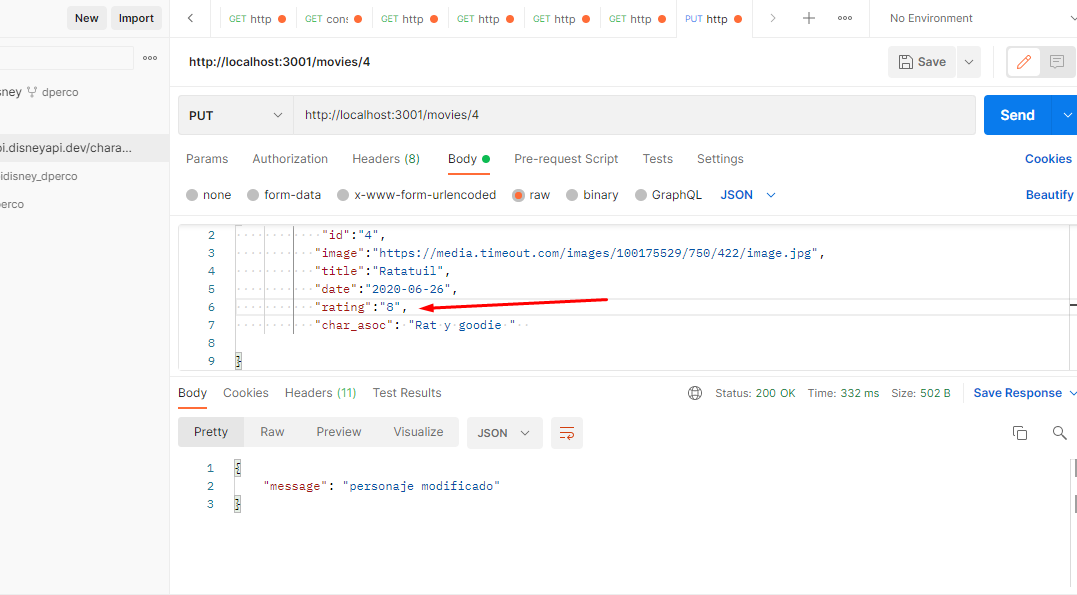 New Import GET http GET cons GET http GET http GET http GET http PUT http No Environment
http://localhost:3001/movies/4 Save
sney dperco
PUT http://localhost:3001/movies/4 Send
pi.disneyapi.dev/chara...
Params Authorization Headers (8) Body Pre-request Script Tests Settings Cookies
idisney_dperco
none form-data x-www-form-urlencoded raw binary GraphQL JSON Beautify
erco
2 "id":"4",
3 "image":"https://media.timeout.com/images/100175529/750/422/image.jpg",
4 "title":"Ratatuil",
5 "date":"2020-06-26",
6 "rating":"8",
7 "char_asoc": "Rat y goodie "
8
9 }
Body Cookies Headers (11) Test Results Status: 200 OK Time: 332 ms Size: 502 B Save Response
Pretty Raw Preview Visualize JSON
1 {
2 "message": "personaje modificado"
3 }